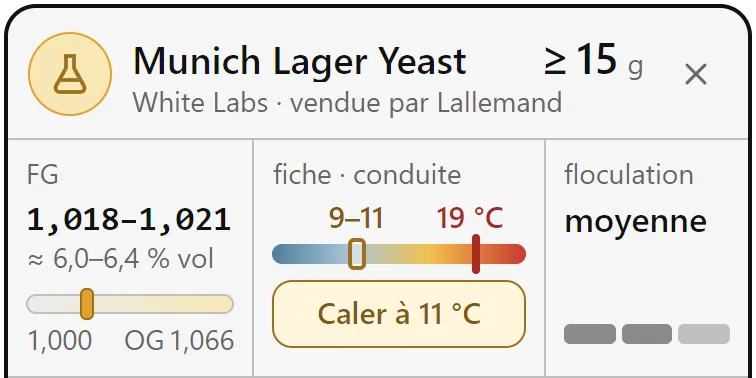 Munich Lager Yeast ≥ 15 g ×
White Labs · vendue par Lallemand
FG
1,018–1,021
≈ 6,0–6,4 % vol
1,000 OG 1,066
fiche · conduite
9–11 19 °C
Caler à 11 °C
floculation
moyenne